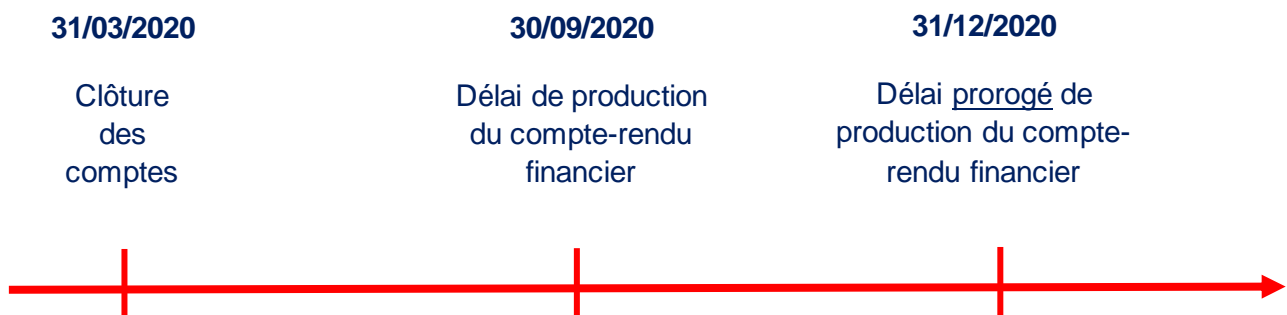 31/03/2020
Clôture
des
comptes
30/09/2020
Délai de production
du compte-rendu
financier
31/12/2020
Délai prorogé de
production du compte-
rendu financier